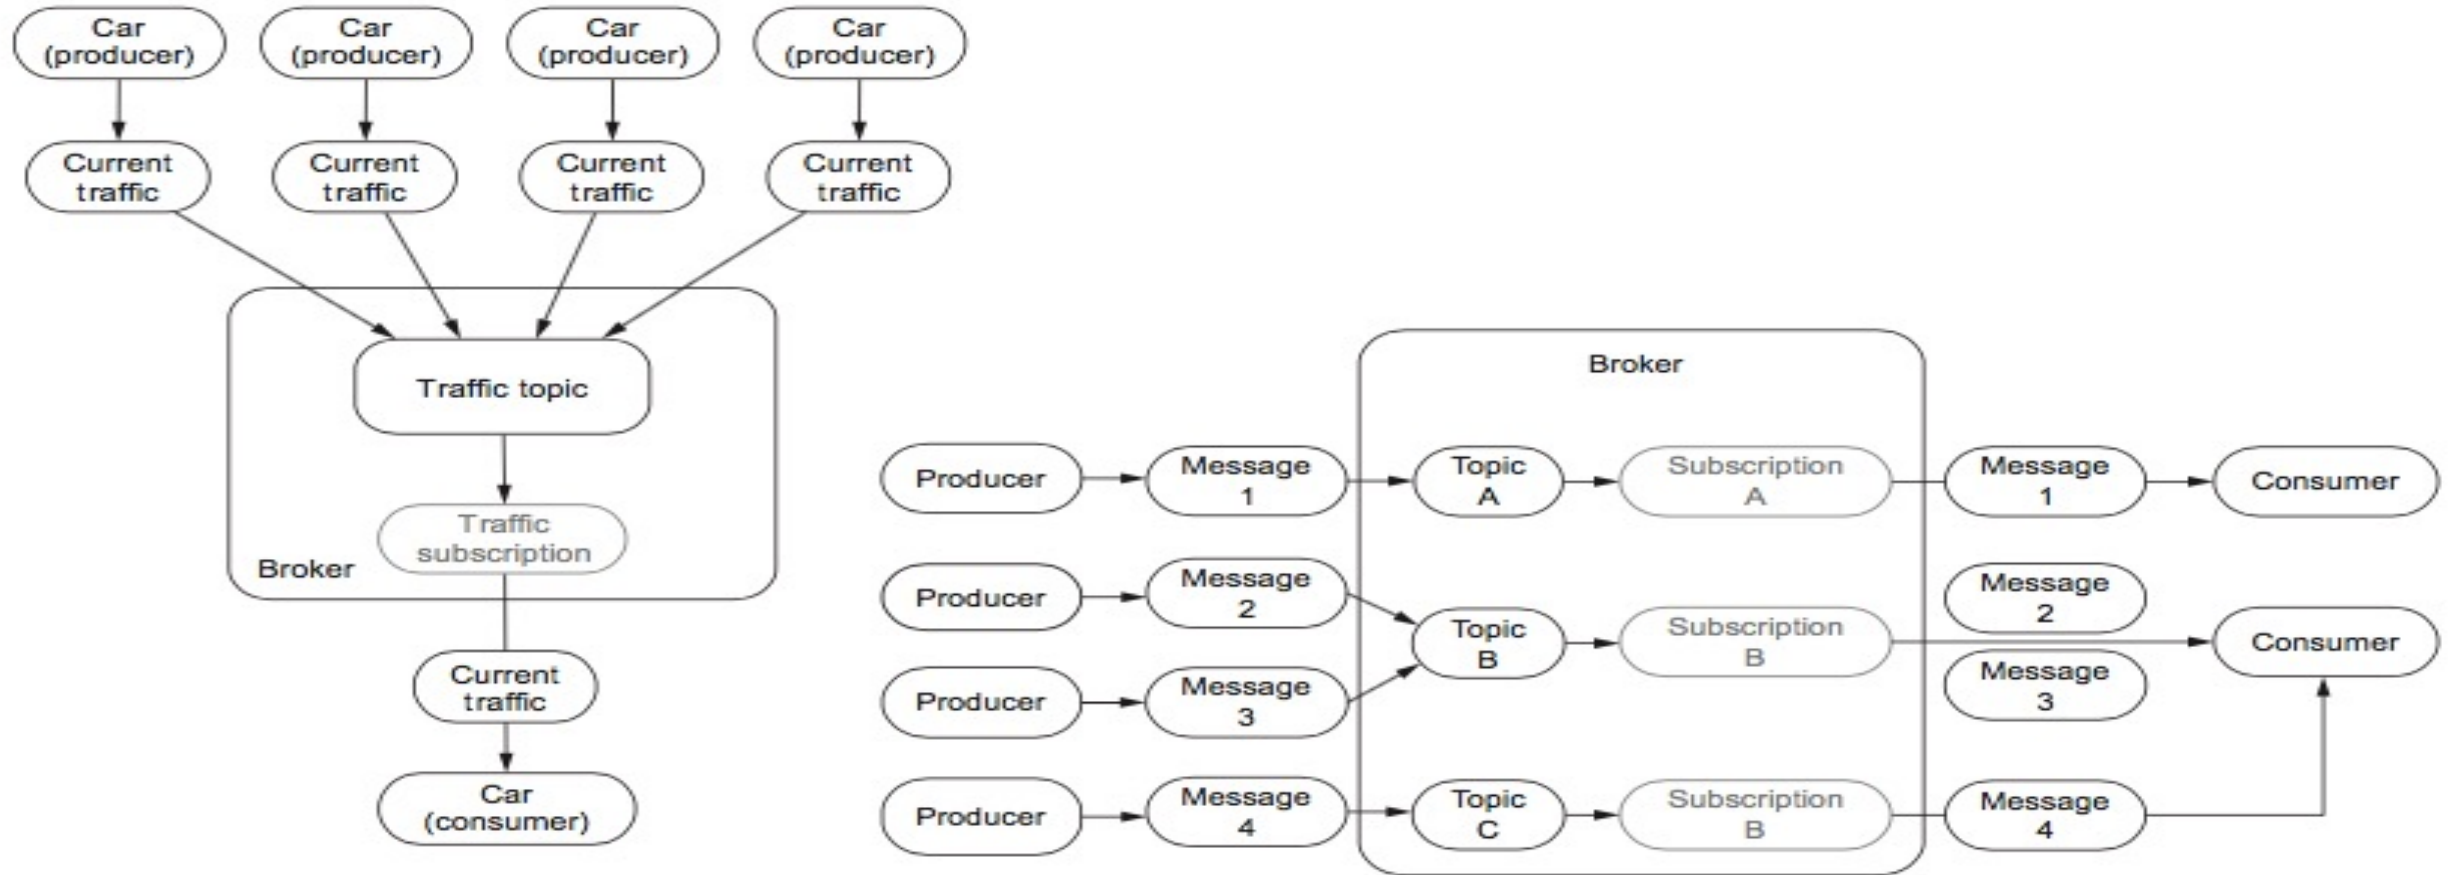 Car
(producer)
Car
(producer)
Car
(producer)
Car
(producer)
Current
traffic
Current
traffic
Current
traffic
Current
traffic
Traffic topic
Traffic
subscription
Broker
Current
traffic
Car
(consumer)
Broker
Producer
Message
1
Topic
A
Subscription
A
Message
1
Consumer
Producer
Message
2
Producer
Message
3
Topic
B
Subscription
B
Message
2
Message
3
Consumer
Producer
Message
4
Topic
C
Subscription
B
Message
4